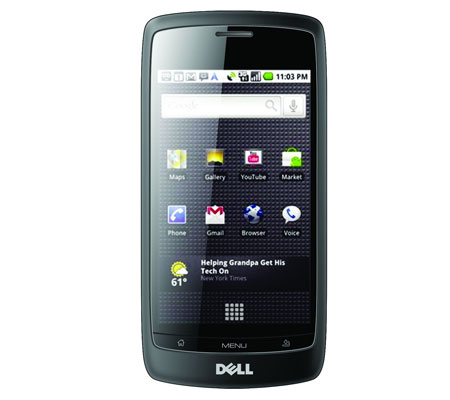 11:03 PM
Google
Maps Gallery YouTube Market
Phone Gmail Browser Voice
Helping Grandpa Get His
Tech On
New York Times
61°
MENU
DELL